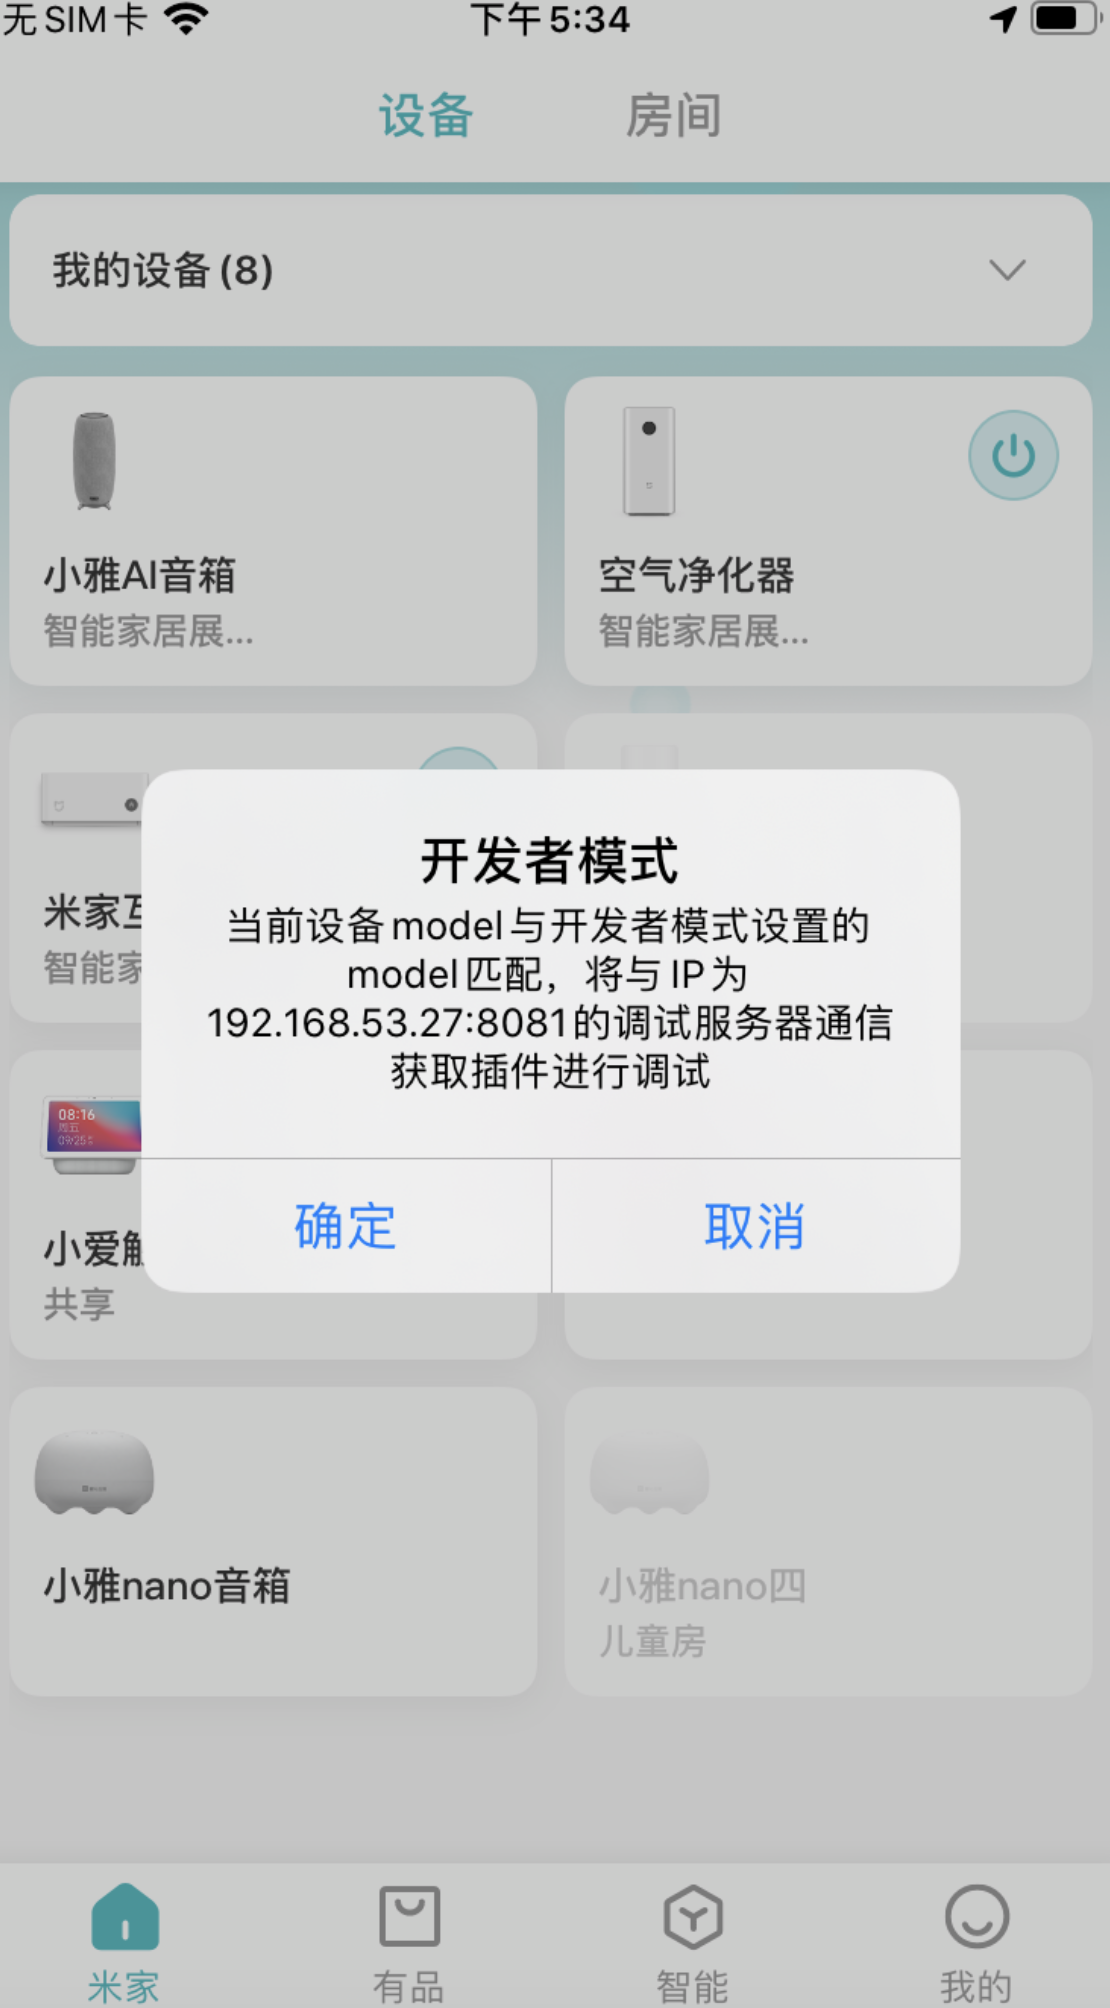 无SIM卡
下午5:34
设备
房间
我的设备(8)
小雅AI音箱
智能家居展...
空气净化器
智能家居展...
米家互
智能家
开发者模式
当前设备model与开发者模式设置的
model匹配，将与IP为
192.168.53.27:8081的调试服务器通信
获取插件进行调试
确定
取消
08:16
周五
09/25
小爱触
共享
小雅nano音箱
小雅nano四
儿童房
米家
有品
智能
我的